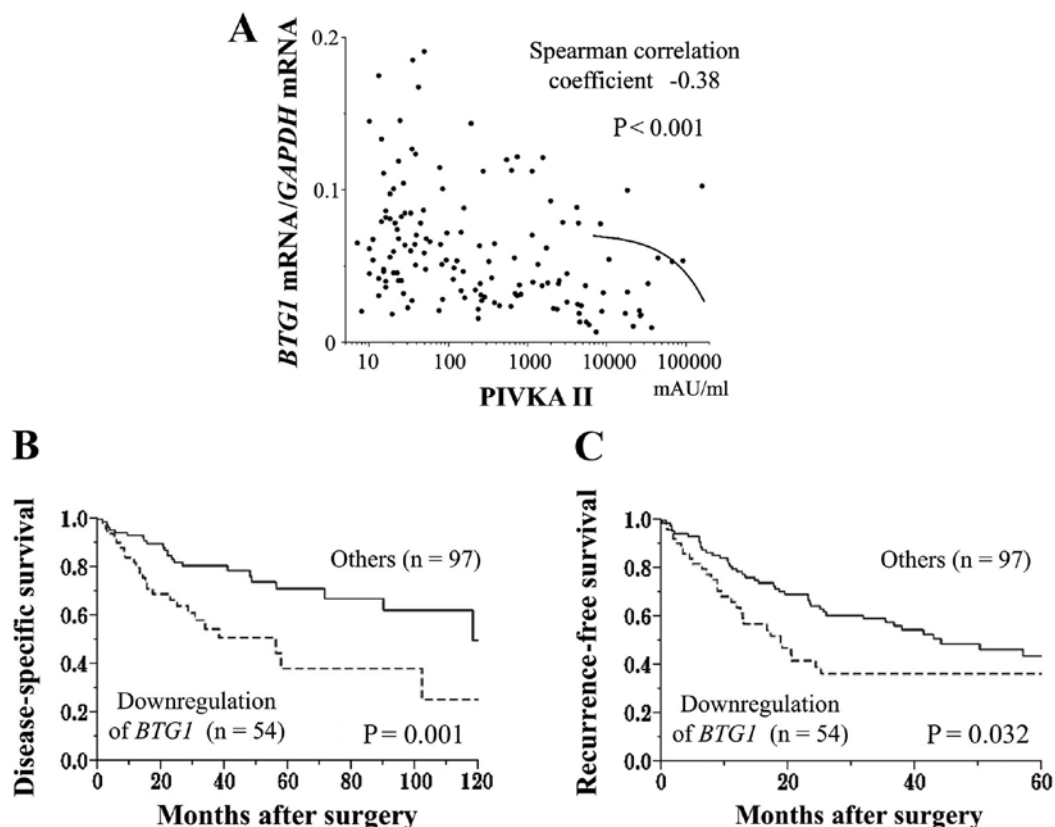 A
BTG1 mRNA/GAPDH mRNA
0.2
0.1
0
Spearman correlation
coefficient -0.38
P < 0.001
10 100 1000 10000 100000
PIVKA II
mAU/ml
B
Disease-specific survival
1.0
0.8
0.6
0.4
0.2
0.0
Others (n = 97)
Downregulation
of BTG1 (n = 54)
P = 0.001
0 20 40 60 80 100 120
Months after surgery
C
Recurrence-free survival
1.0
0.8
0.6
0.4
0.2
0.0
Others (n = 97)
Downregulation
of BTG1 (n = 54)
P = 0.032
0 20 40 60
Months after surgery